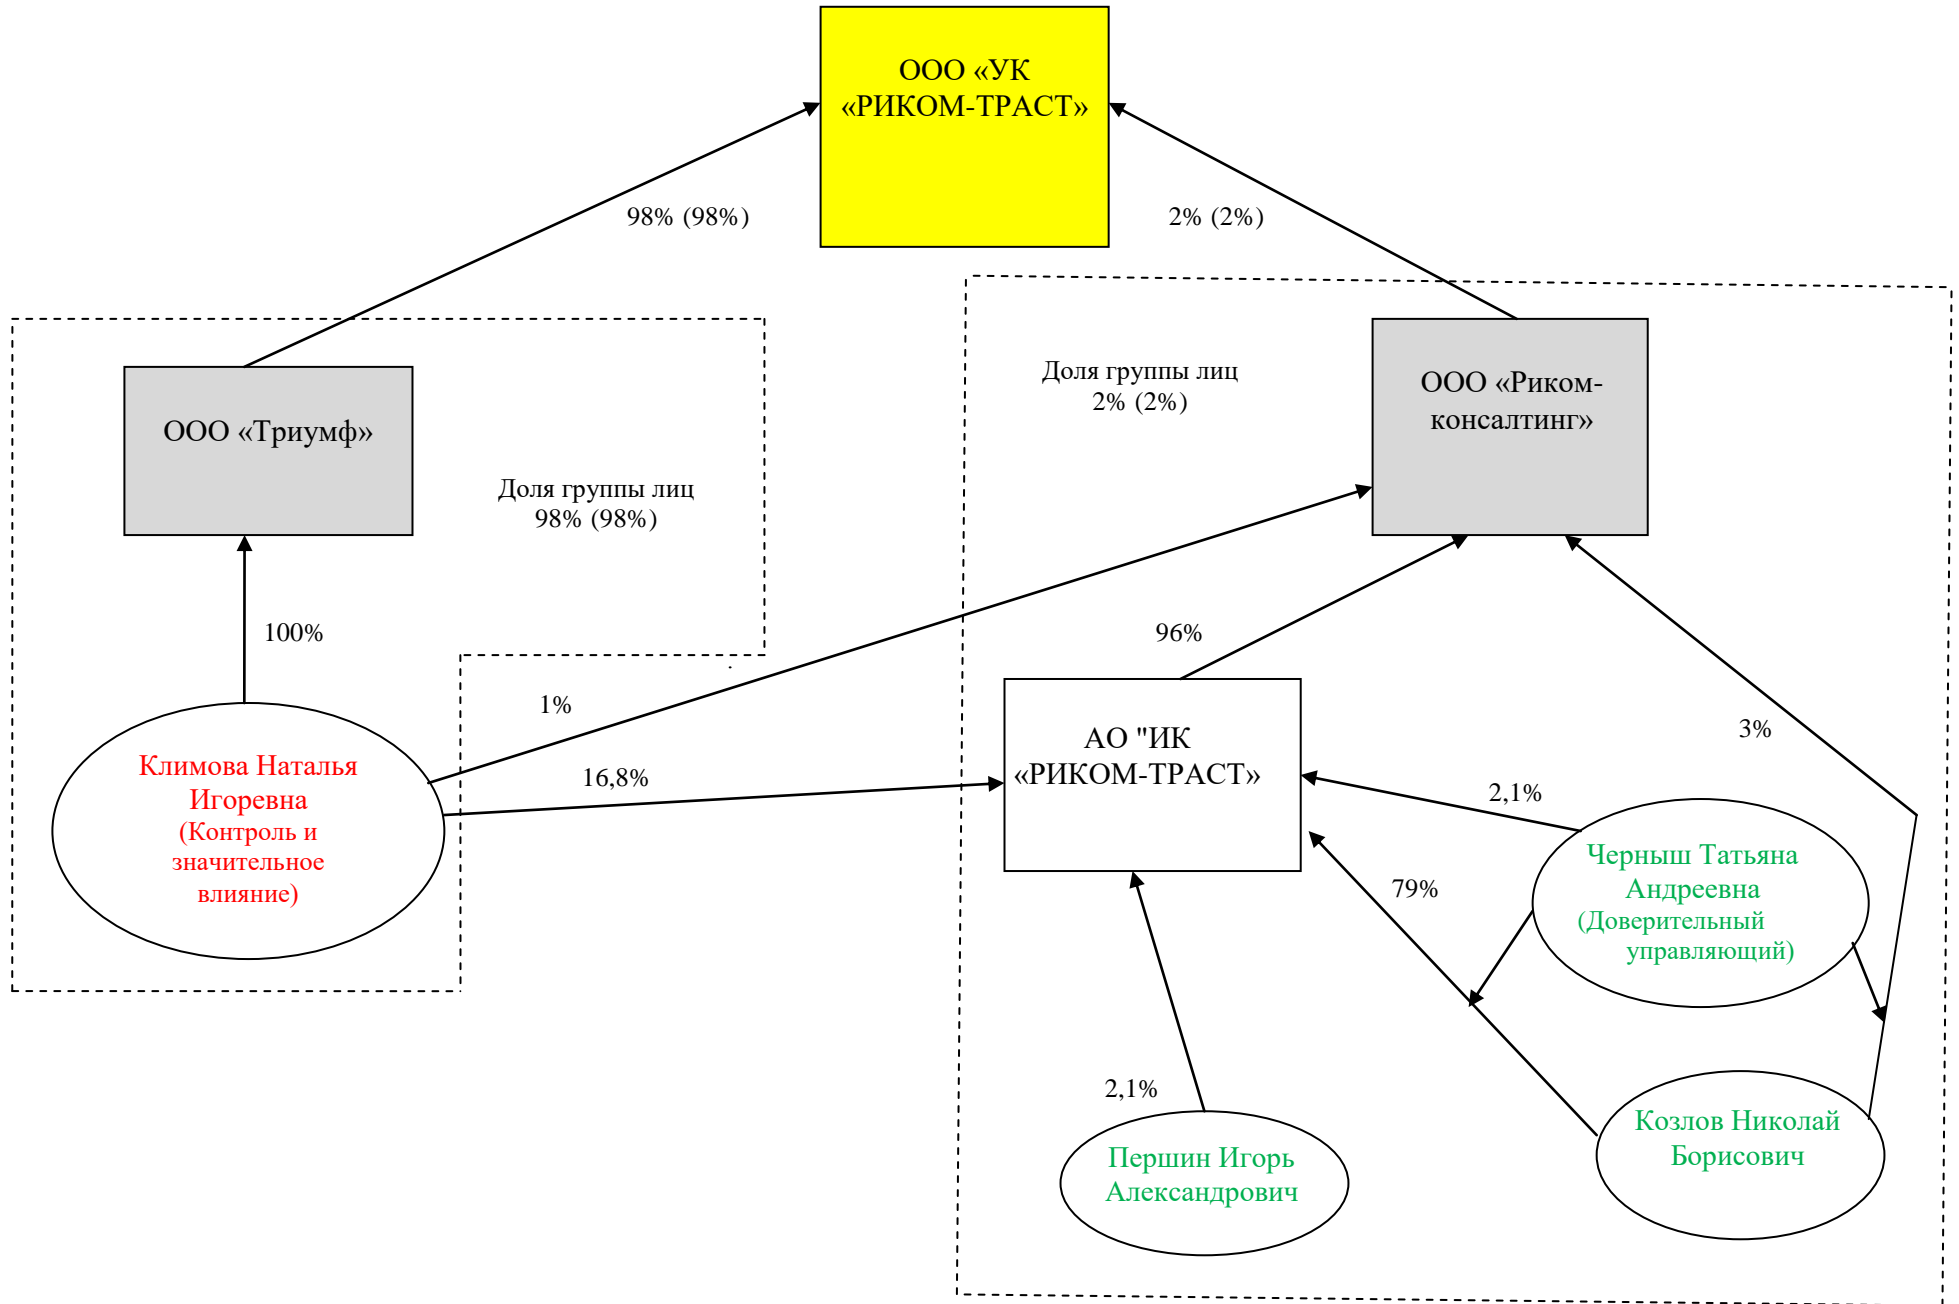 ООО «УК
«РИКОМ-ТРАСТ»
98% (98%)
2% (2%)
ООО «Триумф»
Доля группы лиц
98% (98%)
Доля группы лиц
2% (2%)
ООО «Риком-
консалтинг»
100%
1%
96%
3%
16,8%
Климова Наталья
Игоревна
(Контроль и
значительное
влияние)
АО "ИК
«РИКОМ-ТРАСТ»
2,1%
79%
Черныш Татьяна
Андреевна
(Доверительный
управляющий)
2,1%
Першин Игорь
Александрович
Козлов Николай
Борисович